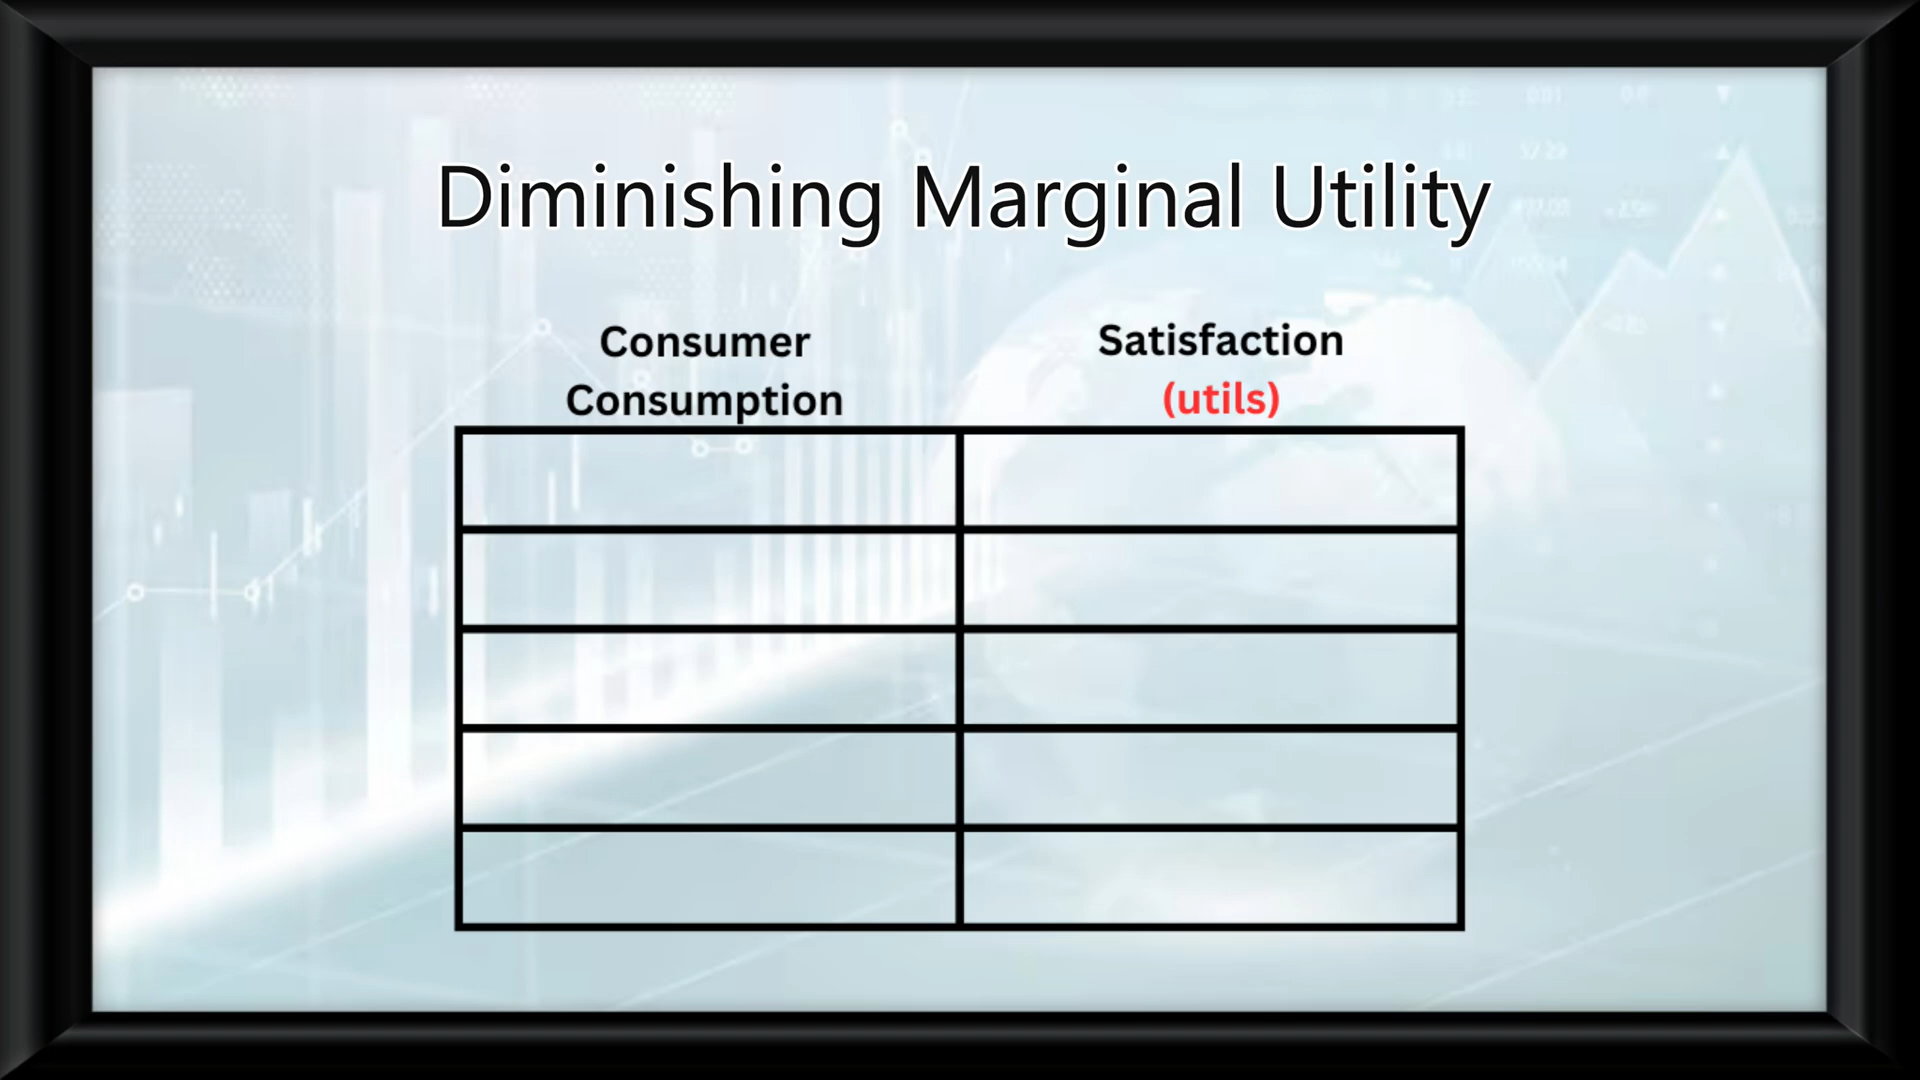 Diminishing Marginal Utility
Consumer
Consumption
Satisfaction
(utils)